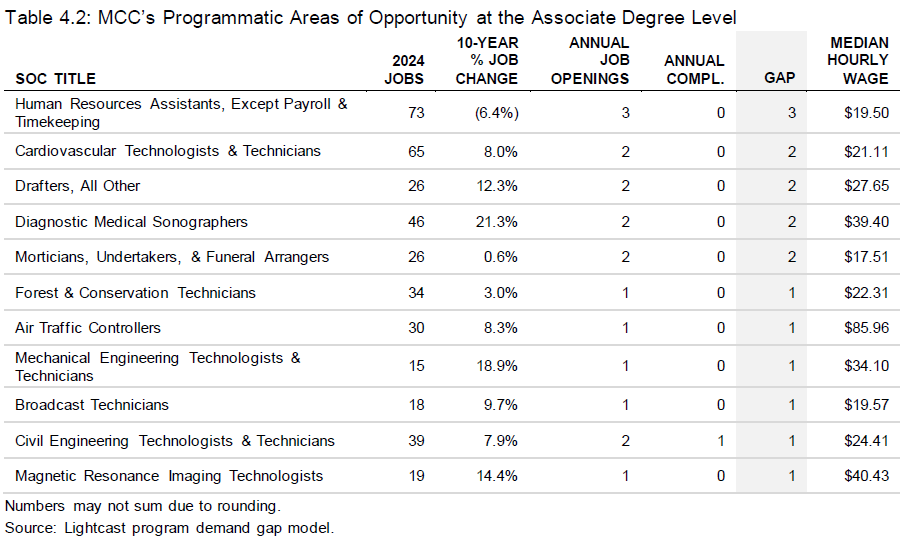 Table 4.2: MCC's Programmatic Areas of Opportunity at the Associate Degree Level
SOC TITLE 2024 JOBS 10-YEAR % JOB CHANGE ANNUAL JOB OPENINGS ANNUAL COMPL. GAP MEDIAN HOURLY WAGE
Human Resources Assistants, Except Payroll & Timekeeping 73 (6.4%) 3 0 3 $19.50
Cardiovascular Technologists & Technicians 65 8.0% 2 0 2 $21.11
Drafters, All Other 26 12.3% 2 0 2 $27.65
Diagnostic Medical Sonographers 46 21.3% 2 0 2 $39.40
Morticians, Undertakers, & Funeral Arrangers 26 0.6% 2 0 2 $17.51
Forest & Conservation Technicians 34 3.0% 1 0 1 $22.31
Air Traffic Controllers 30 8.3% 1 0 1 $85.96
Mechanical Engineering Technologists & Technicians 15 18.9% 1 0 1 $34.10
Broadcast Technicians 18 9.7% 1 0 1 $19.57
Civil Engineering Technologists & Technicians 39 7.9% 2 1 1 $24.41
Magnetic Resonance Imaging Technologists 19 14.4% 1 0 1 $40.43
Numbers may not sum due to rounding.
Source: Lightcast program demand gap model.